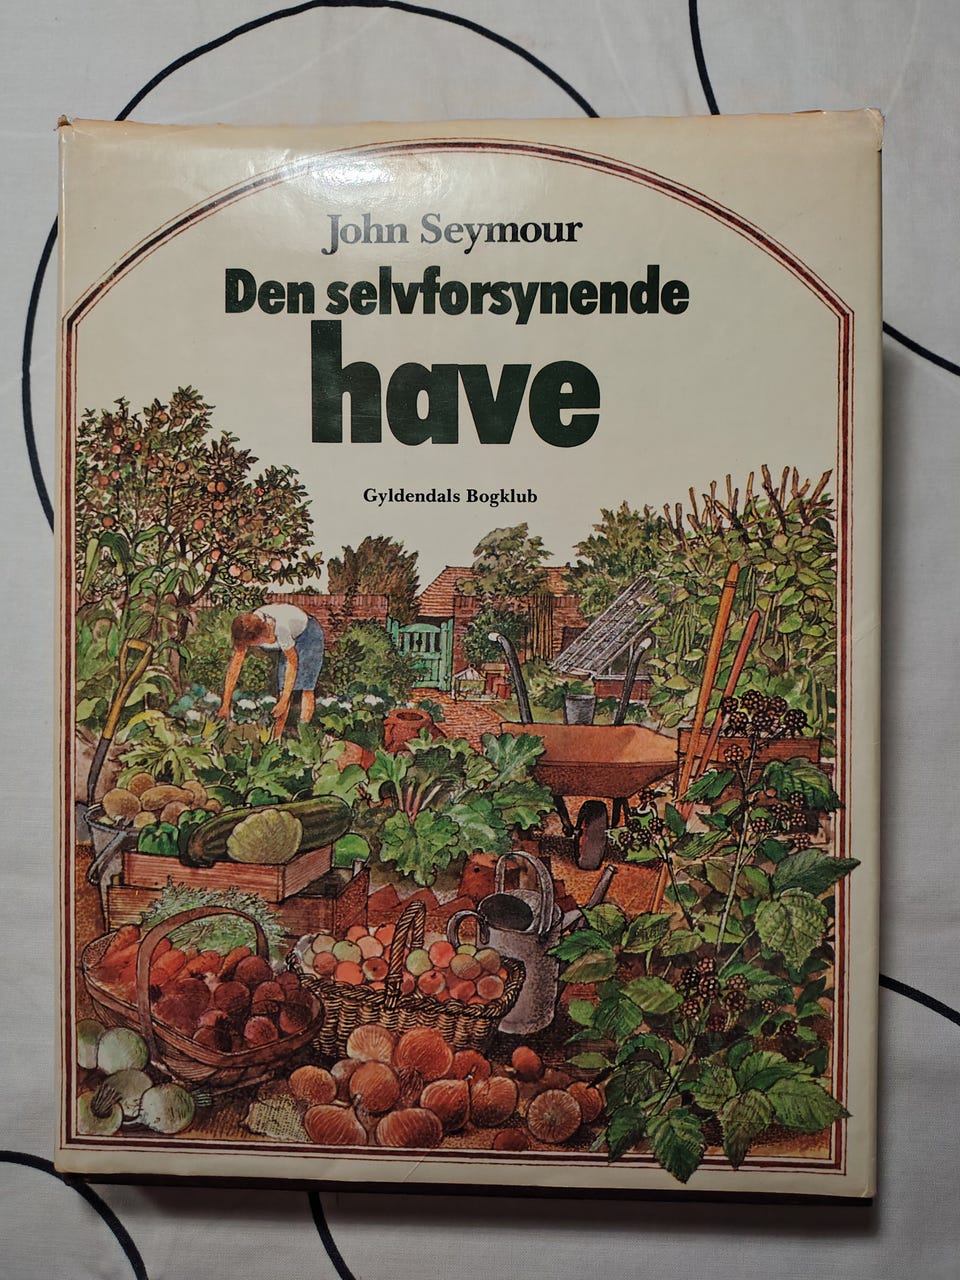 John Seymour
Den selvforsynende
have
Gyldendals Bogklub